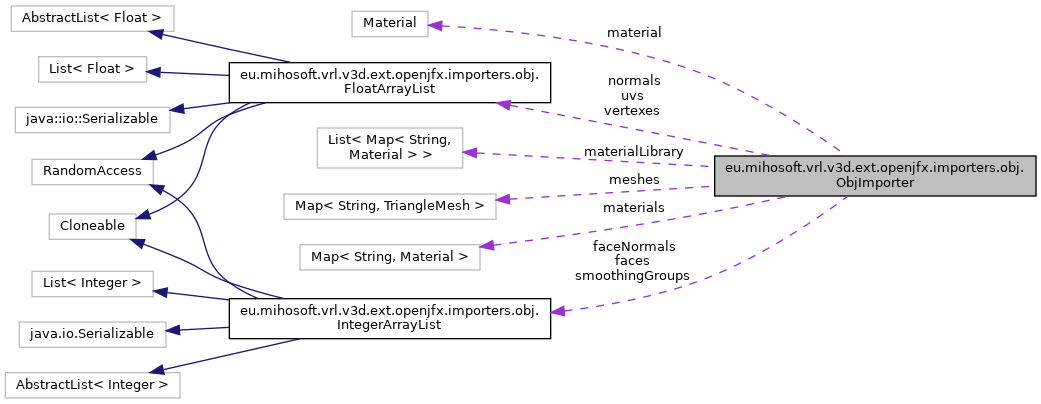 AbstractList< Float >
List< Float >
java::io::Serializable
RandomAccess
Cloneable
List< Integer >
java.io.Serializable
AbstractList< Integer >
eu.mihosoft.vrl.v3d.ext.openjfx.importers.obj.
FloatArrayList
eu.mihosoft.vrl.v3d.ext.openjfx.importers.obj.
IntegerArrayList
Material
List< Map< String,
Material > >
Map< String, TriangleMesh >
Map< String, Material >
material
normals
uvs
vertexes
materialLibrary
meshes
materials
faceNormals
faces
smoothingGroups
eu.mihosoft.vrl.v3d.ext.openjfx.importers.obj.
ObjImporter